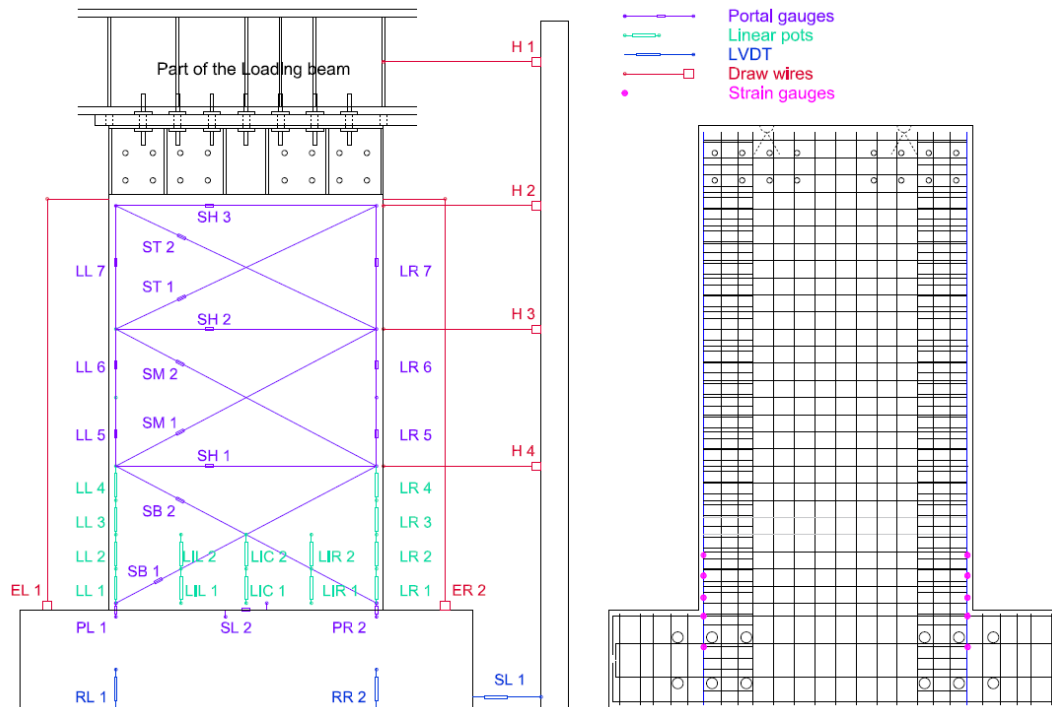 Portal gauges
Linear pots
LVDT
Draw wires
Strain gauges
H 1
Part of the Loading beam
H 2
SH 3
ST 2
LL 7
LR 7
ST 1
SH 2
H 3
LL 6
SM 2
LR 6
SM 1
LL 5
LR 5
SH 1
H 4
LL 4
LR 4
SB 2
LL 3
LR 3
LL 2
LIL 2
LIC 2
LIR 2
LR 2
SB 1
EL 1
LL 1
LIL 1
LIC 1
LIR 1
LR 1
ER 2
PL 1
SL 2
PR 2
SL 1
RL 1
RR 2